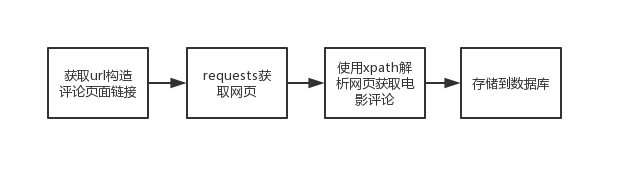 获取url构造
评论页面链接
requests获
取网页
使用xpath解
析网页获取电
影评论
存储到数据库